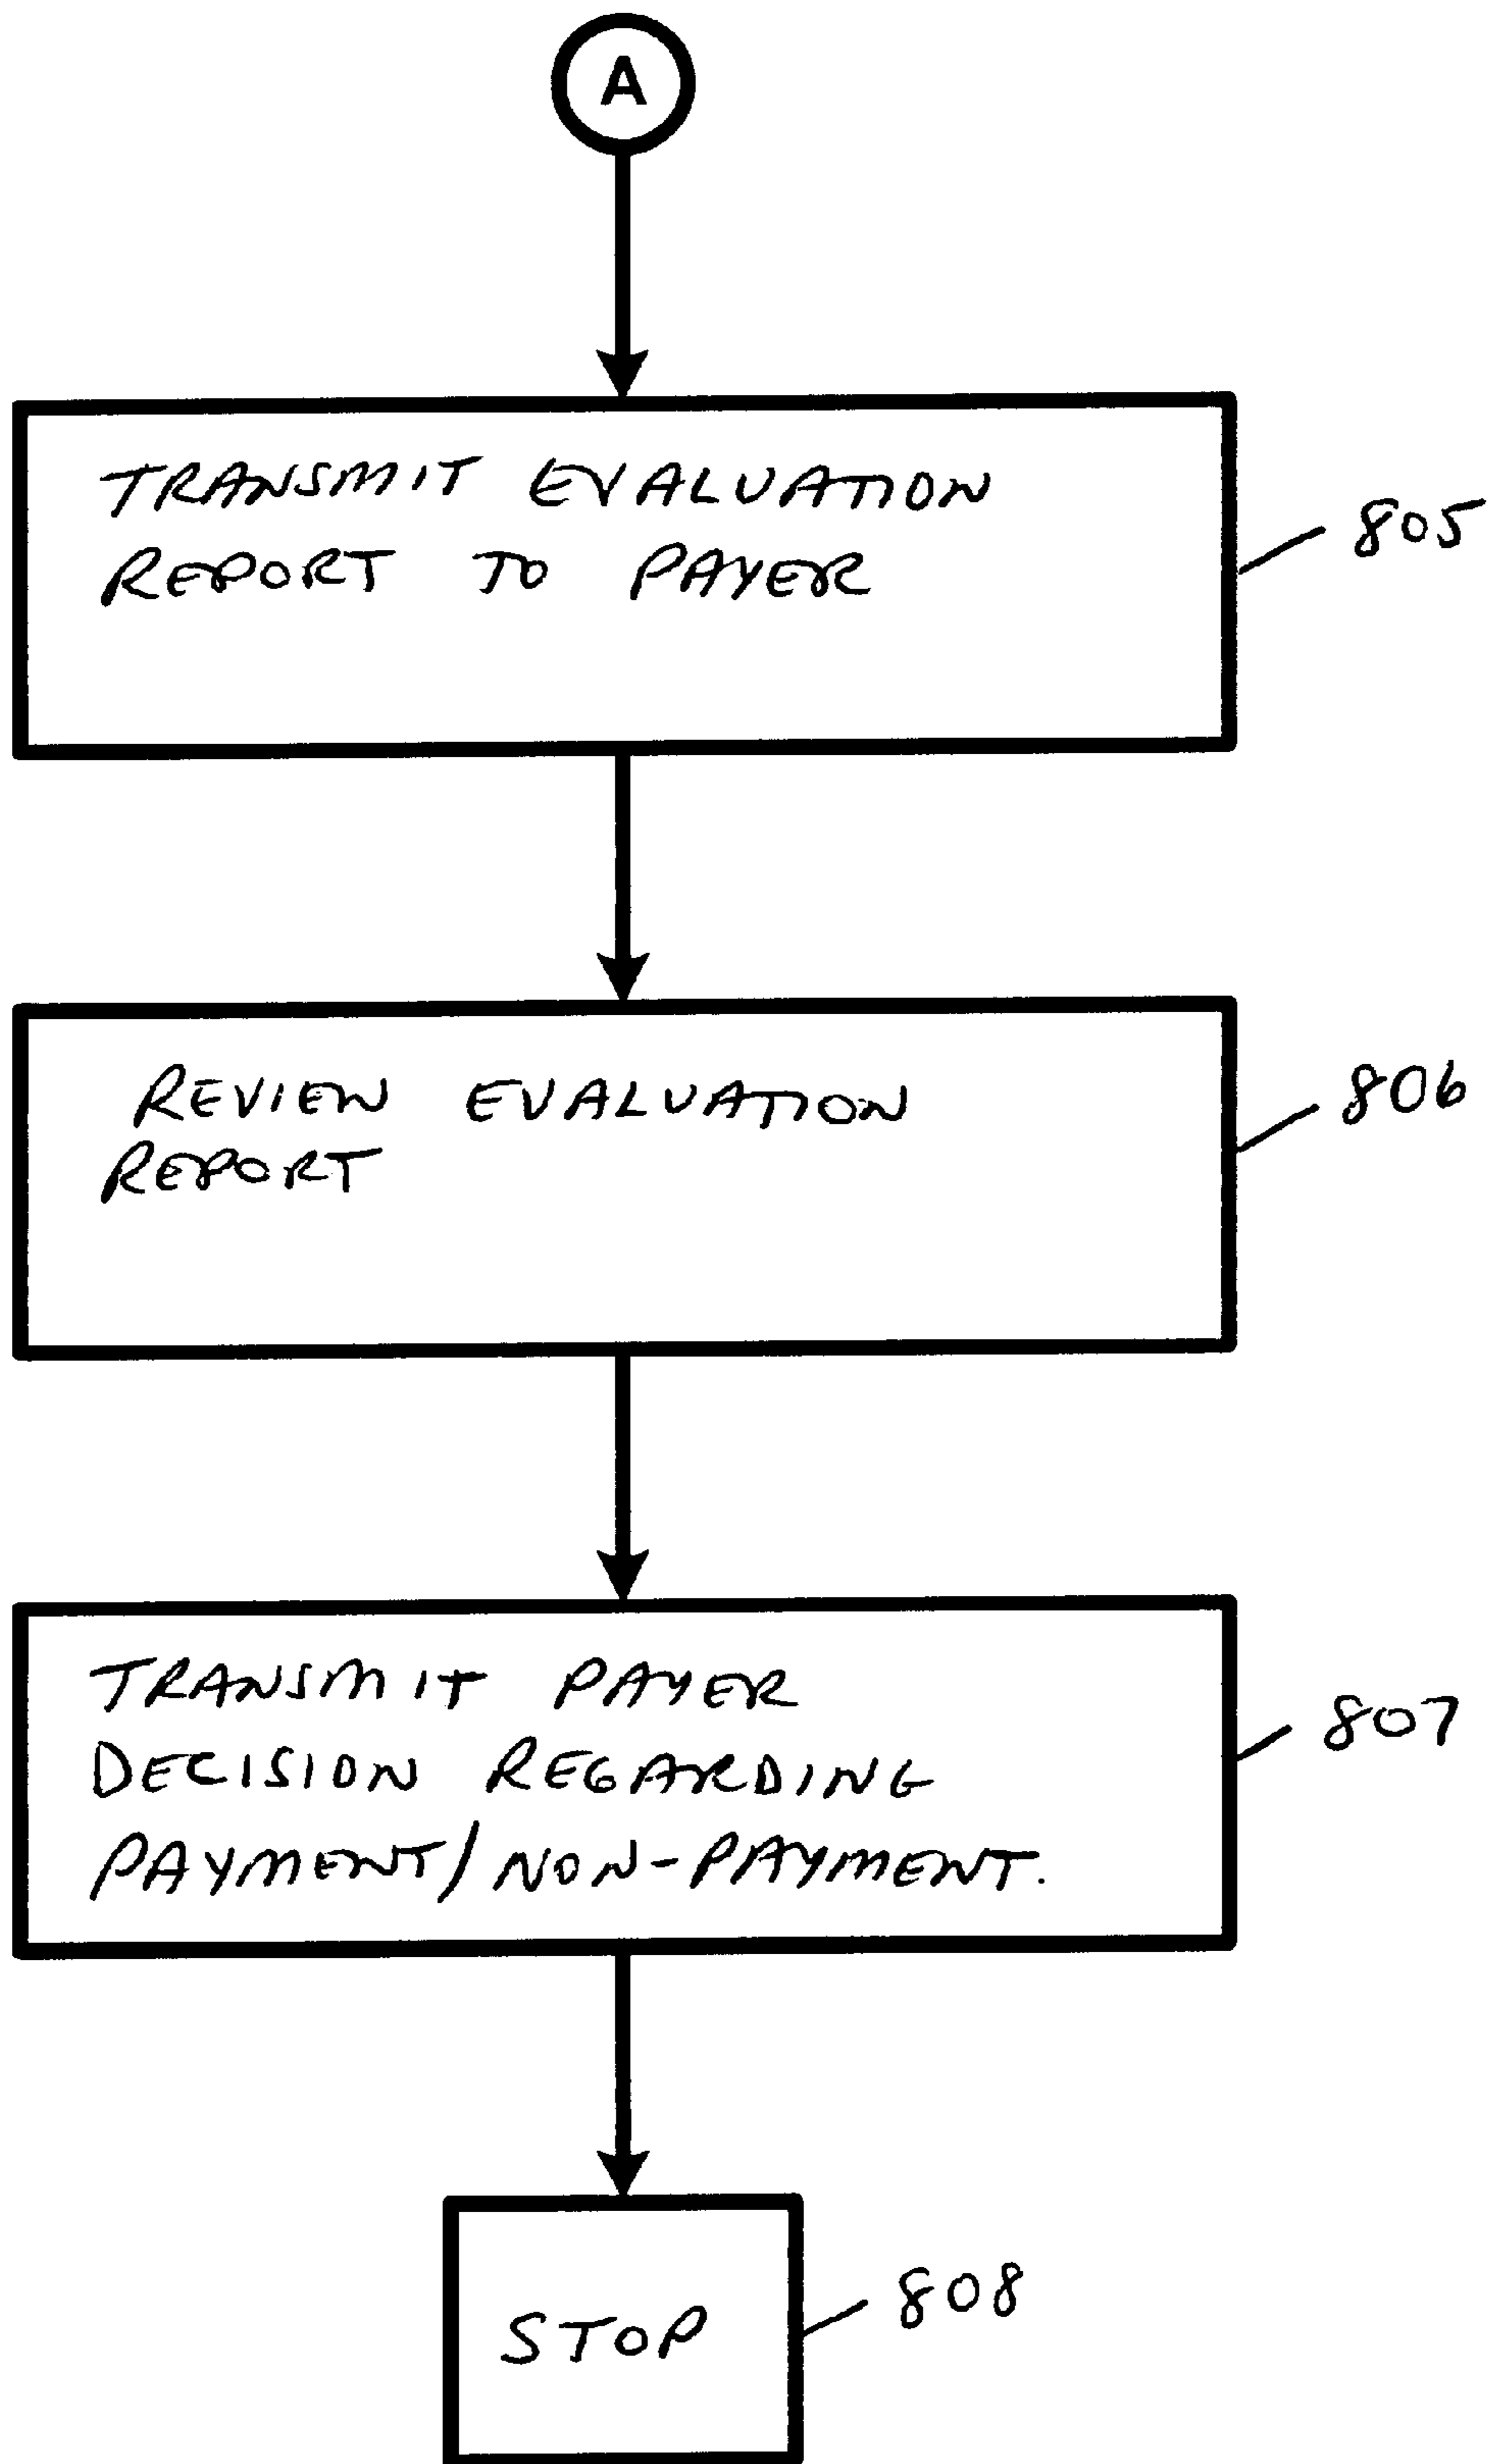 A
TRANSMIT EVALUATION
REPORT TO PAYER
805
REVIEW EVALUATION
REPORT
806
TRANSMIT PAYER
DECISION REGARDING
PAYMENT/NON-PAYMENT.
807
STOP
808